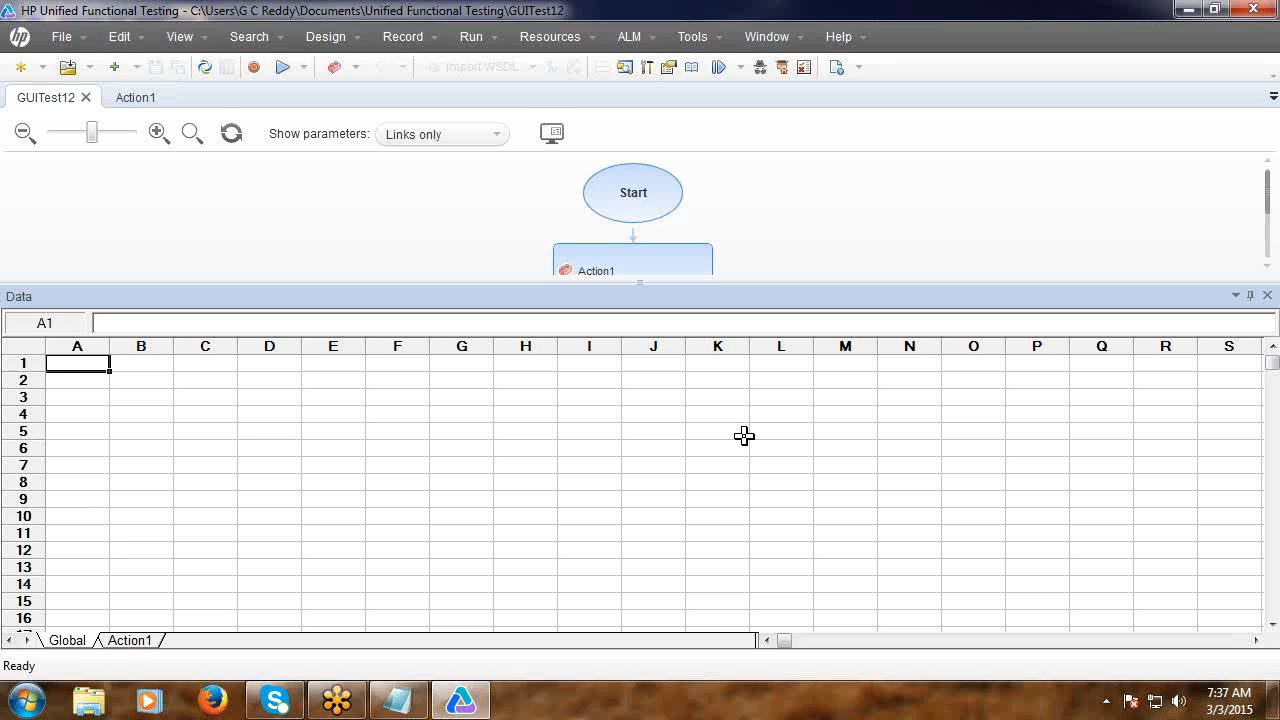 HP Unified Functional Testing - C:\Users\G C Reddy\Documents\Unified Functional Testing\GUITest12
hp File Edit View Search Design Record Run Resources ALM Tools Window Help
Import WSDL
GUITest12 Action1
Show parameters: Links only
Start
Action1
Data
A1
A B C D E F G H I J K L M N O P Q R S
1
2
3
4
5
6
7
8
9
10
11
12
13
14
15
16
Global Action1
Ready
7:37 AM
3/3/2015